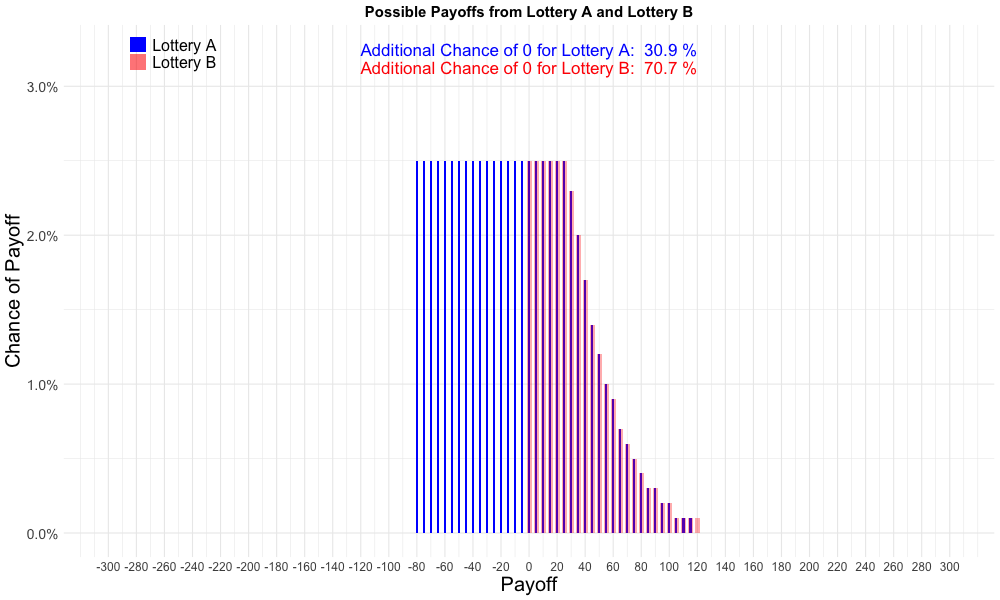 Possible Payoffs from Lottery A and Lottery B
Lottery A
Lottery B
Additional Chance of 0 for Lottery A: 30.9 %
Additional Chance of 0 for Lottery B: 70.7 %
Chance of Payoff
3.0%
2.0%
1.0%
0.0%
-300 -280 -260 -240 -220 -200 -180 -160 -140 -120 -100 -80 -60 -40 -20 0 20 40 60 80 100 120 140 160 180 200 220 240 260 280 300
Payoff